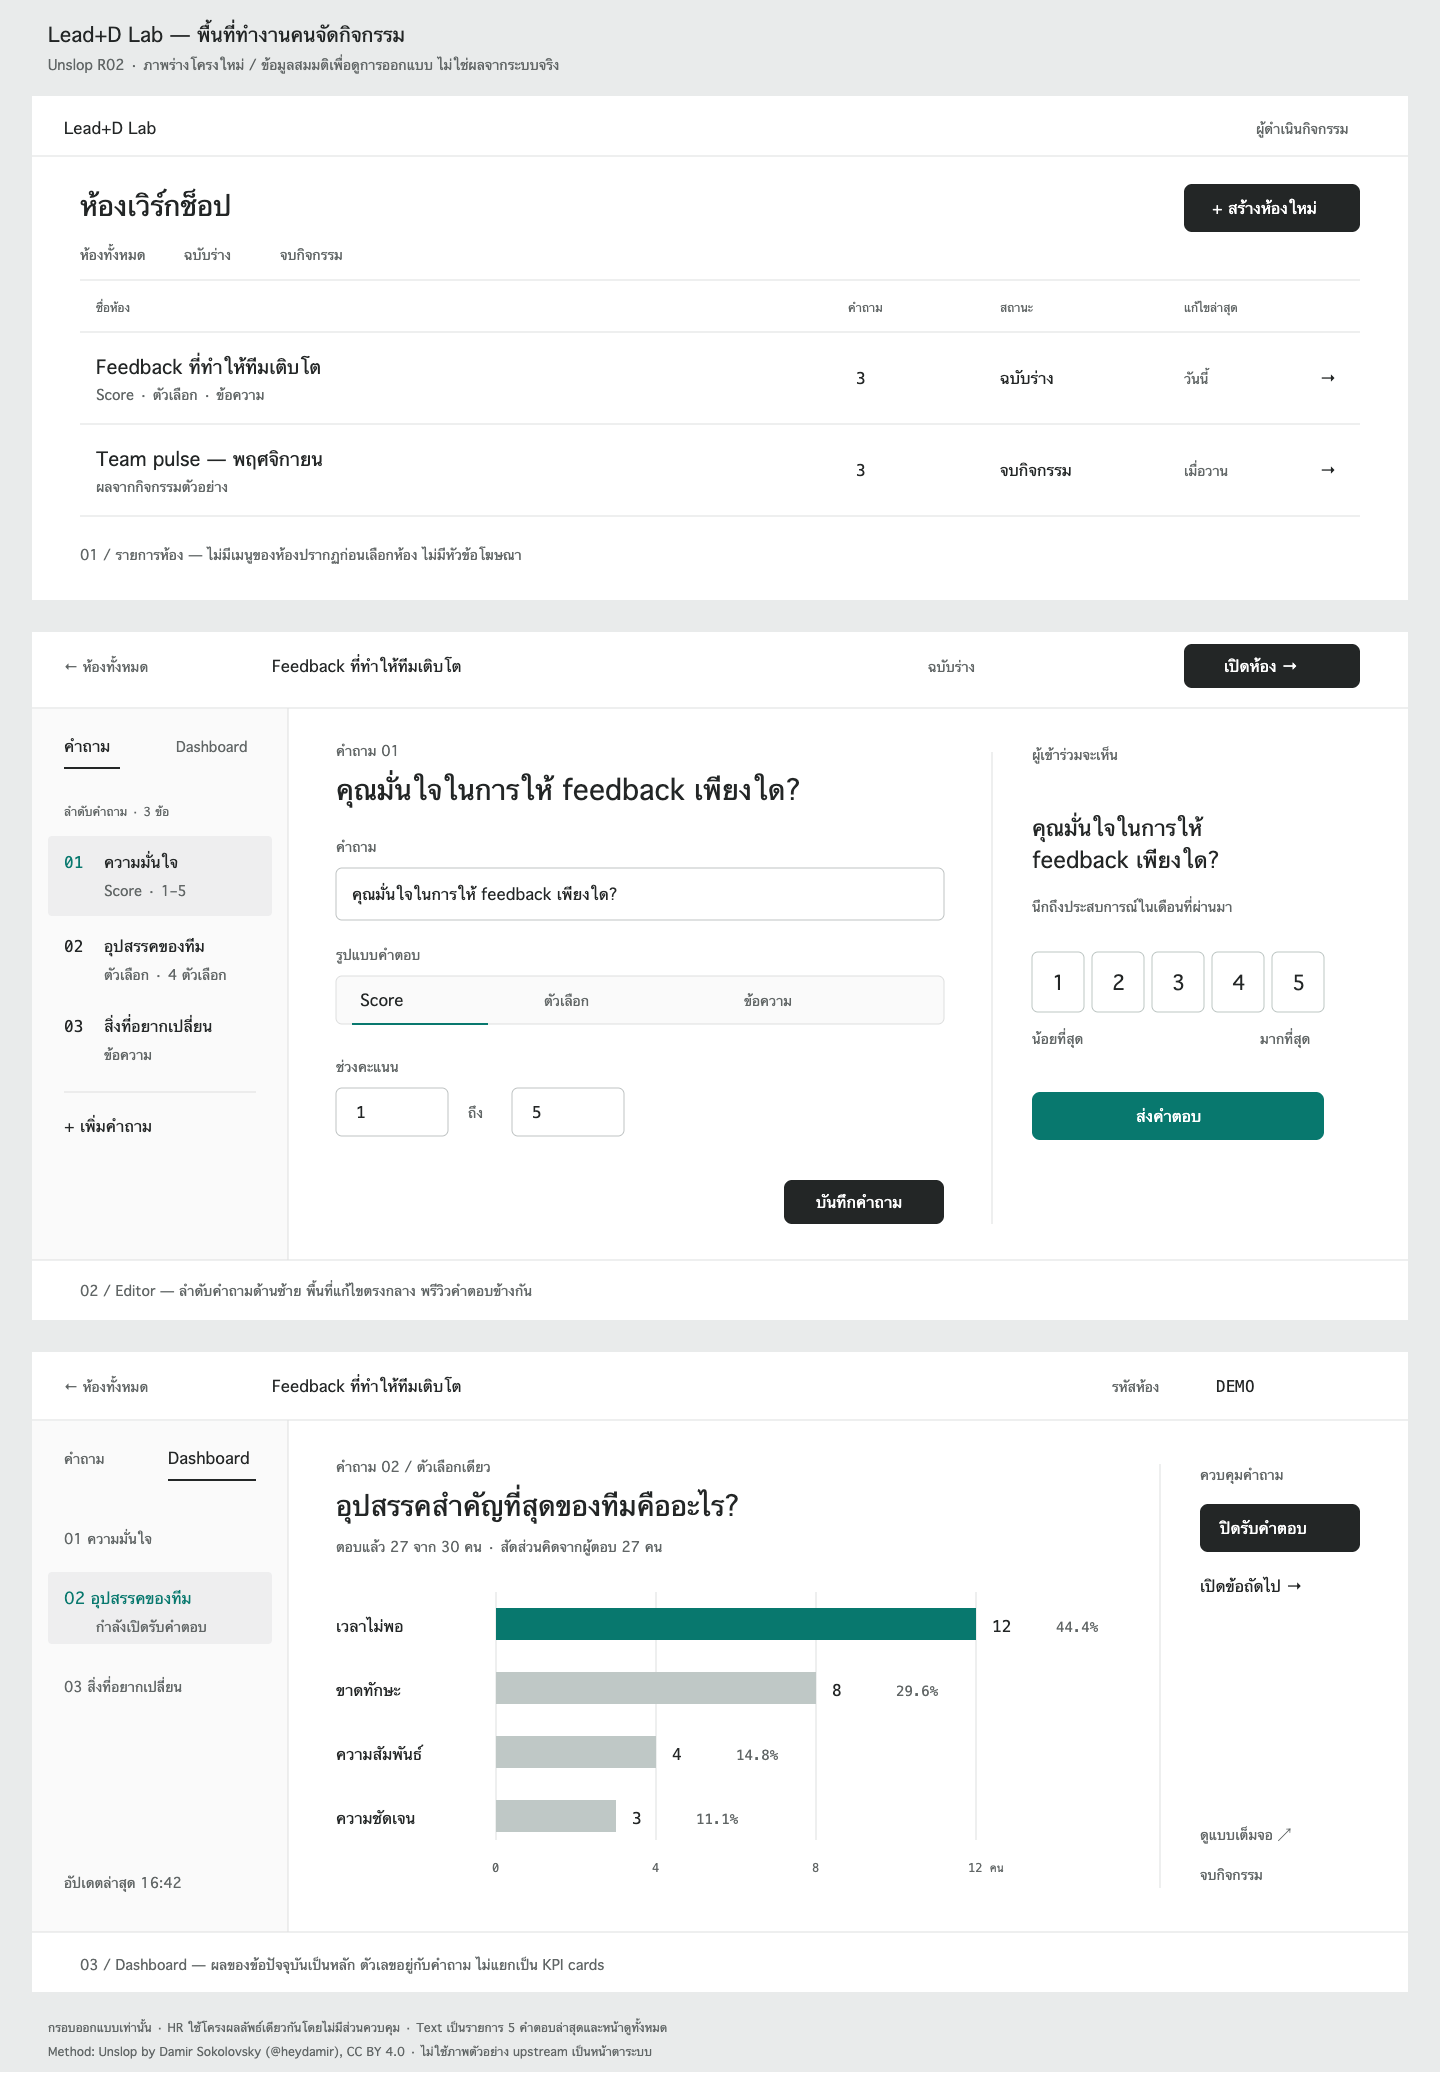 Lead+D Lab — พื้นที่ทำงานคนจัดกิจกรรม
Unslop R02 · ภาพร่างโครงใหม่ / ข้อมูลสมมติเพื่อดูการออกแบบ ไม่ใช่ผลจากระบบจริง
Lead+D Lab
ผู้ดำเนินกิจกรรม
ห้องเวิร์กช็อป
+ สร้างห้องใหม่
ห้องทั้งหมด ฉบับร่าง จบกิจกรรม
ชื่อห้อง คำถาม สถานะ แก้ไขล่าสุด
Feedback ที่ทำให้ทีมเติบโต
Score · ตัวเลือก · ข้อความ
3 ฉบับร่าง วันนี้ →
Team pulse — พฤศจิกายน
ผลจากกิจกรรมตัวอย่าง
3 จบกิจกรรม เมื่อวาน →
01 / รายการห้อง — ไม่มีเมนูของห้องปรากฏก่อนเลือกห้อง ไม่มีหัวข้อโฆษณา
← ห้องทั้งหมด Feedback ที่ทำให้ทีมเติบโต ฉบับร่าง เปิดห้อง →
คำถาม Dashboard
ลำดับคำถาม · 3 ข้อ
01 ความมั่นใจ
Score · 1–5
02 อุปสรรคของทีม
ตัวเลือก · 4 ตัวเลือก
03 สิ่งที่อยากเปลี่ยน
ข้อความ
+ เพิ่มคำถาม
คำถาม 01
คุณมั่นใจในการให้ feedback เพียงใด?
คำถาม
คุณมั่นใจในการให้ feedback เพียงใด?
รูปแบบคำตอบ
Score ตัวเลือก ข้อความ
ช่วงคะแนน
1 ถึง 5
บันทึกคำถาม
ผู้เข้าร่วมจะเห็น
คุณมั่นใจในการให้
feedback เพียงใด?
นึกถึงประสบการณ์ในเดือนที่ผ่านมา
1 2 3 4 5
น้อยที่สุด มากที่สุด
ส่งคำตอบ
02 / Editor — ลำดับคำถามด้านซ้าย พื้นที่แก้ไขตรงกลาง พรีวิวคำตอบข้างกัน
← ห้องทั้งหมด Feedback ที่ทำให้ทีมเติบโต รหัสห้อง DEMO
คำถาม Dashboard
01 ความมั่นใจ
02 อุปสรรคของทีม
กำลังเปิดรับคำตอบ
03 สิ่งที่อยากเปลี่ยน
อัปเดตล่าสุด 16:42
คำถาม 02 / ตัวเลือกเดียว
อุปสรรคสำคัญที่สุดของทีมคืออะไร?
ตอบแล้ว 27 จาก 30 คน · สัดส่วนคิดจากผู้ตอบ 27 คน
เวลาไม่พอ 12 44.4%
ขาดทักษะ 8 29.6%
ความสัมพันธ์ 4 14.8%
ความชัดเจน 3 11.1%
0 4 8 12 คน
ควบคุมคำถาม
ปิดรับคำตอบ
เปิดข้อถัดไป →
ดูแบบเต็มจอ ↗
จบกิจกรรม
03 / Dashboard — ผลของข้อปัจจุบันเป็นหลัก ตัวเลขอยู่กับคำถาม ไม่แยกเป็น KPI cards
กรอบออกแบบเท่านั้น · HR ใช้โครงผลลัพธ์เดียวกันโดยไม่มีส่วนควบคุม · Text เป็นรายการ 5 คำตอบล่าสุดและหน้าดูทั้งหมด
Method: Unslop by Damir Sokolovsky (@heydamir), CC BY 4.0 · ไม่ใช้ภาพตัวอย่าง upstream เป็นหน้าตาระบบ